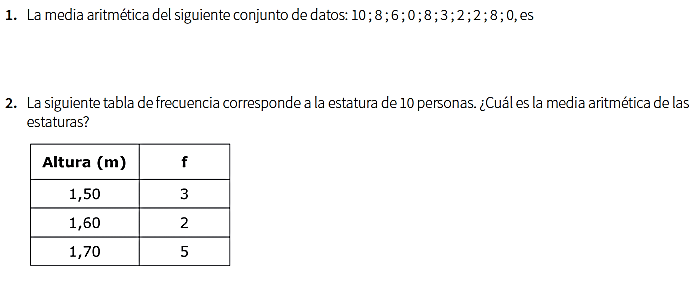 1. La media aritmética del siguiente conjunto de datos: 10; 8; 6; 0; 8; 3; 2; 2; 8; 0, es
2. La siguiente tabla de frecuencia corresponde a la estatura de 10 personas. ¿Cuál es la media aritmética de las
estaturas?
Altura (m) f
1,50 3
1,60 2
1,70 5